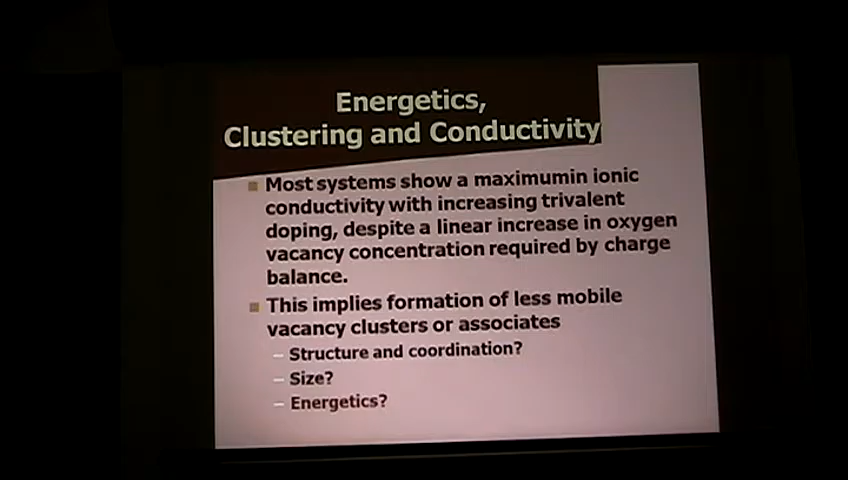 Energetics,
Clustering and Conductivity
Most systems show a maximumin ionic
conductivity with increasing trivalent
doping, despite a linear increase in oxygen
vacancy concentration required by charge
balance.
This implies formation of less mobile
vacancy clusters or associates
– Structure and coordination?
– Size?
– Energetics?